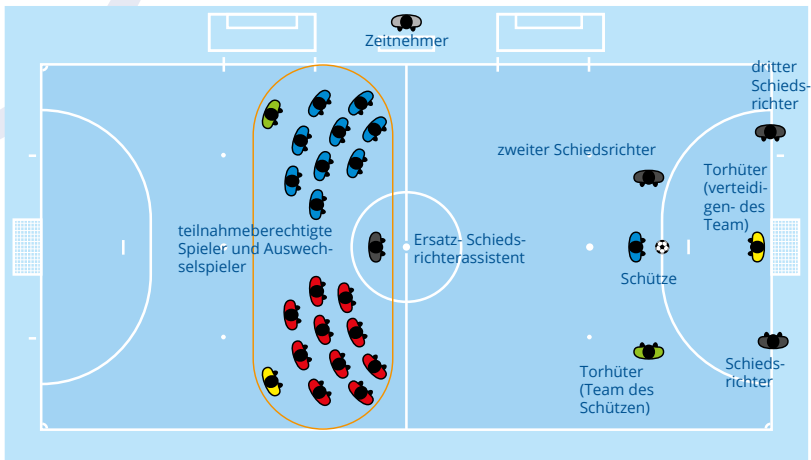 Zeitnehmer
dritter
Schieds-
richter
zweiter Schiedsrichter
Torhüter
(verteidi-
gen- des
Team)
teilnahmeberechtigte
Spieler und Auswech-
selspieler
Ersatz- Schieds-
richterassistent
Schütze
Torhüter
(Team des
Schützen)
Schieds-
richter